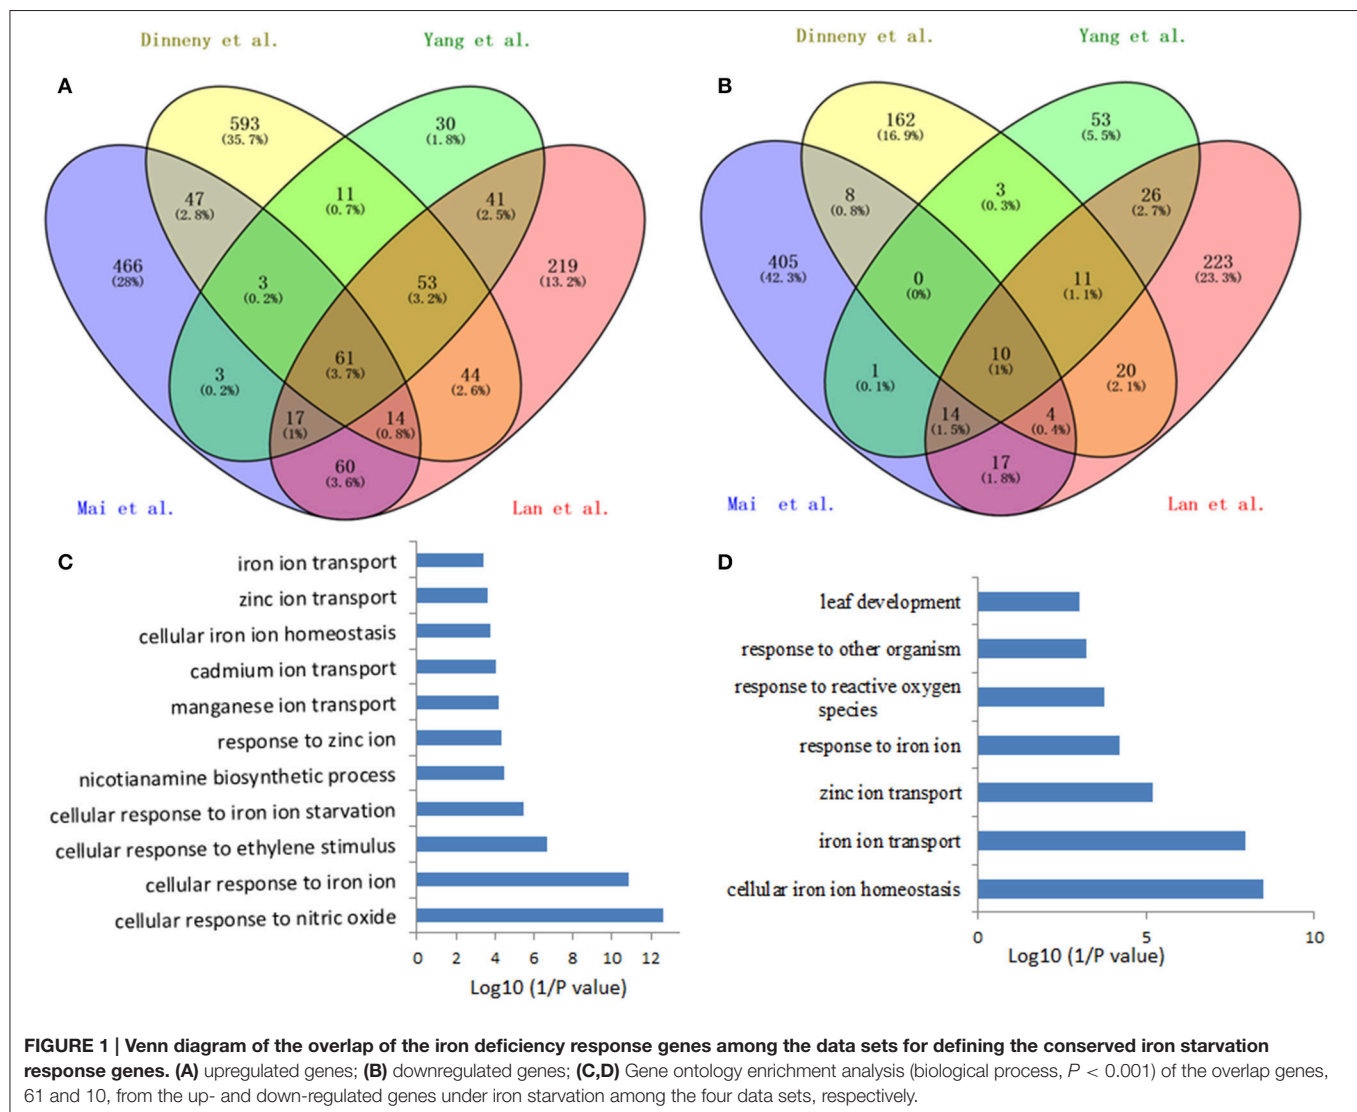 Dinneny et al.
Yang et al.
A
593
(35.7%)
30
(1.8%)
47
(2.8%)
11
(0.7%)
41
(2.5%)
466
(28%)
3
(0.2%)
53
(3.2%)
219
(13.2%)
61
(3.7%)
3
(0.2%)
44
(2.6%)
17
(1%)
14
(0.8%)
60
(3.6%)
Mai et al.
Lan et al.
Dinneny et al.
Yang et al.
B
162
(16.9%)
53
(5.5%)
8
(0.8%)
3
(0.3%)
26
(2.7%)
405
(42.3%)
0
(0%)
11
(1.1%)
223
(23.3%)
10
(1%)
1
(0.1%)
20
(2.1%)
14
(1.5%)
4
(0.4%)
17
(1.8%)
Mai et al.
Lan et al.
C
iron ion transport
zinc ion transport
cellular iron ion homeostasis
cadmium ion transport
manganese ion transport
response to zinc ion
nicotianamine biosynthetic process
cellular response to iron ion starvation
cellular response to ethylene stimulus
cellular response to iron ion
cellular response to nitric oxide
0 2 4 6 8 10 12
Log10 (1/P value)
D
leaf development
response to other organism
response to reactive oxygen
species
response to iron ion
zinc ion transport
iron ion transport
cellular iron ion homeostasis
0 5 10
Log10 (1/P value)
FIGURE 1 | Venn diagram of the overlap of the iron deficiency response genes among the data sets for defining the conserved iron starvation
response genes. (A) upregulated genes; (B) downregulated genes; (C,D) Gene ontology enrichment analysis (biological process, P < 0.001) of the overlap genes,
61 and 10, from the up- and down-regulated genes under iron starvation among the four data sets, respectively.